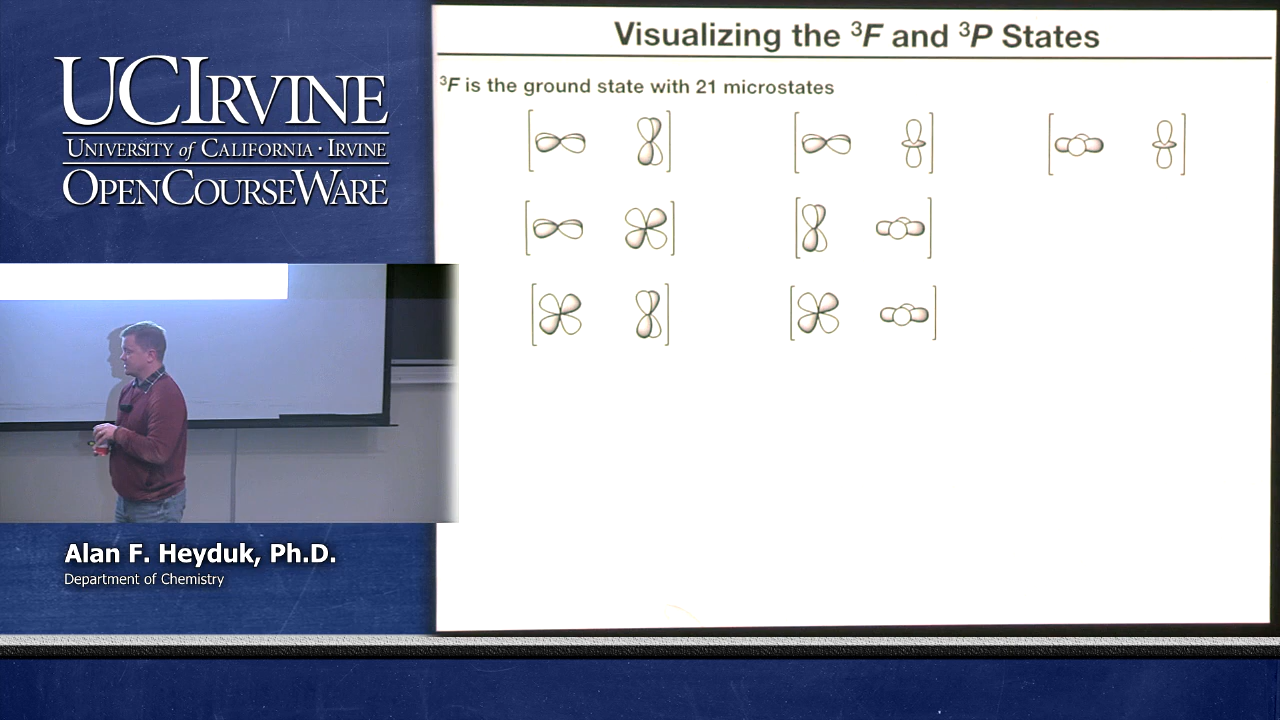 UCIRVINE
UNIVERSITY of CALIFORNIA · IRVINE
OPENCOURSEWARE
Visualizing the ³F and ³P States
³F is the ground state with 21 microstates
Alan F. Heyduk, Ph.D.
Department of Chemistry